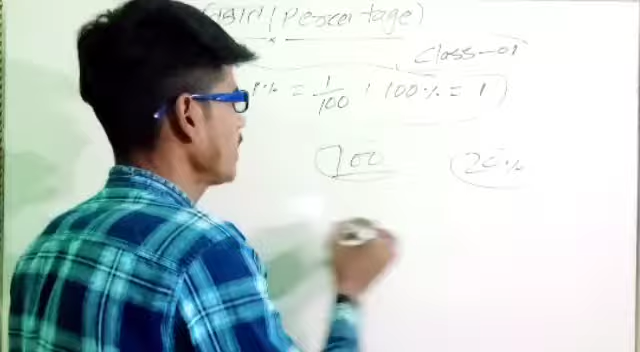 (Percentage)
Class-01
1% = 1/100, 100% = 1)
100 20%